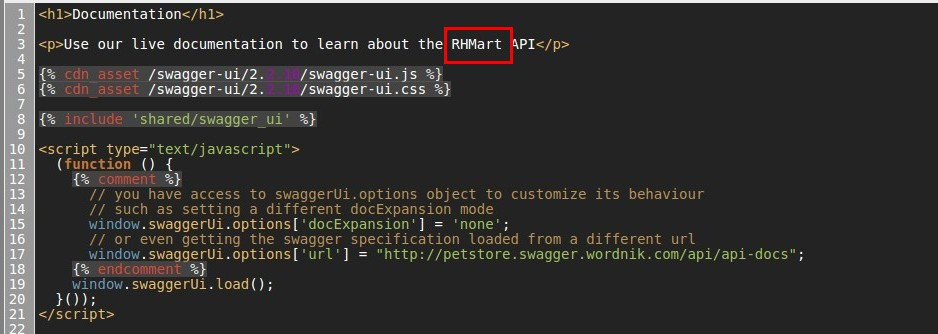 1 <h1>Documentation</h1>
2
3 <p>Use our live documentation to learn about the RHMart API</p>
4
5 {% cdn_asset /swagger-ui/2.2.10/swagger-ui.js %}
6 {% cdn_asset /swagger-ui/2.2.10/swagger-ui.css %}
7
8 {% include 'shared/swagger_ui' %}
9
10 <script type="text/javascript">
11 (function () {
12 {% comment %}
13 // you have access to swaggerUi.options object to customize its behaviour
14 // such as setting a different docExpansion mode
15 window.swaggerUi.options['docExpansion'] = 'none';
16 // or even getting the swagger specification loaded from a different url
17 window.swaggerUi.options['url'] = "http://petstore.swagger.wordnik.com/api/api-docs";
18 {% endcomment %}
19 window.swaggerUi.load();
20 }());
21 </script>
22